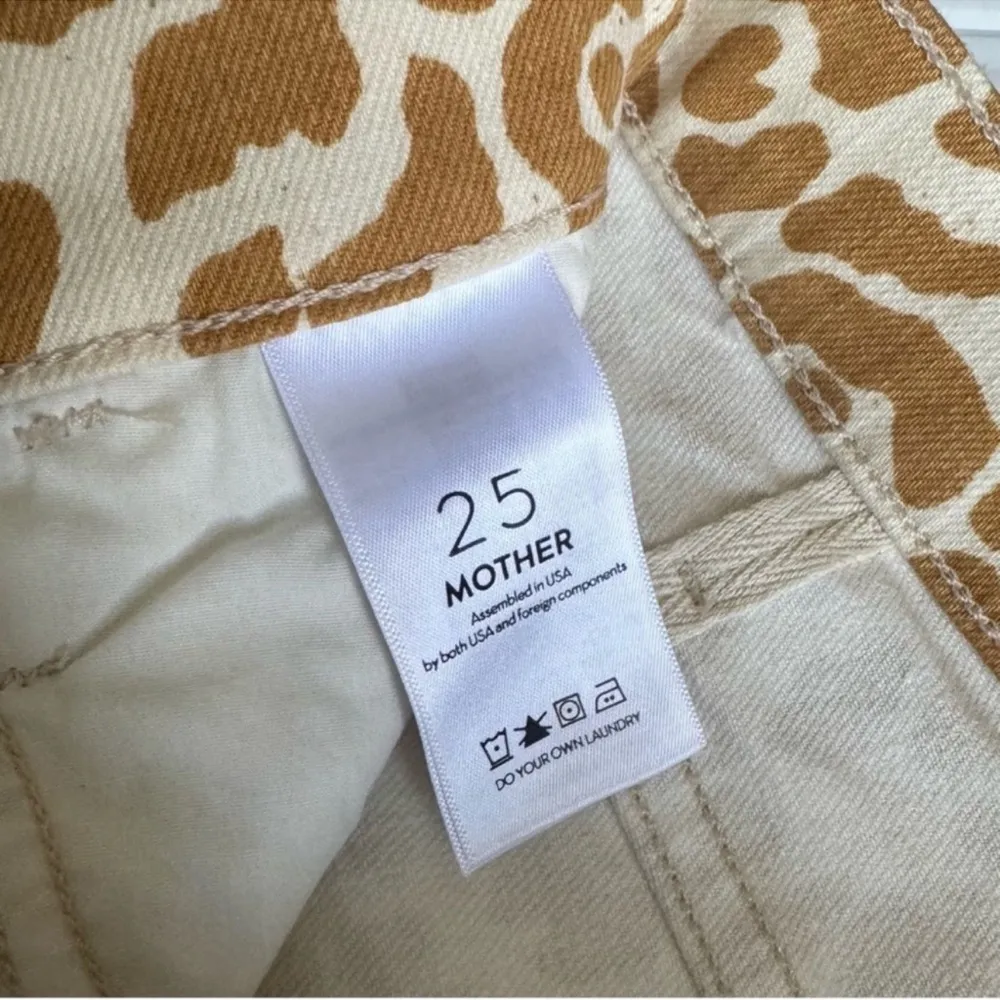 25
MOTHER
Assembled in USA
by both USA and foreign components
DO YOUR OWN LAUNDRY